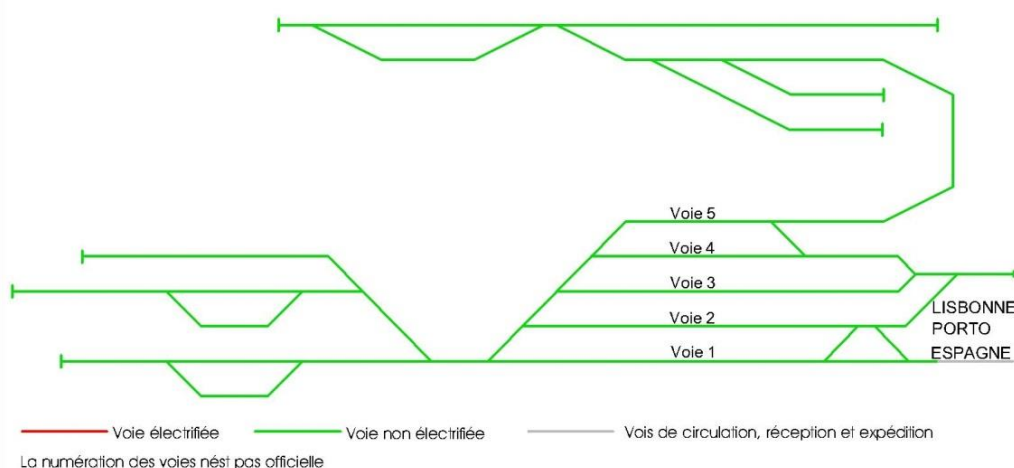 Voie 5
Voie 4
Voie 3
Voie 2
Voie 1
LISBONNE
PORTO
ESPAGNE
Voie électrifiée
Voie non électrifiée
Vois de circulation, réception et expédition
La numération des voies nést pas officielle